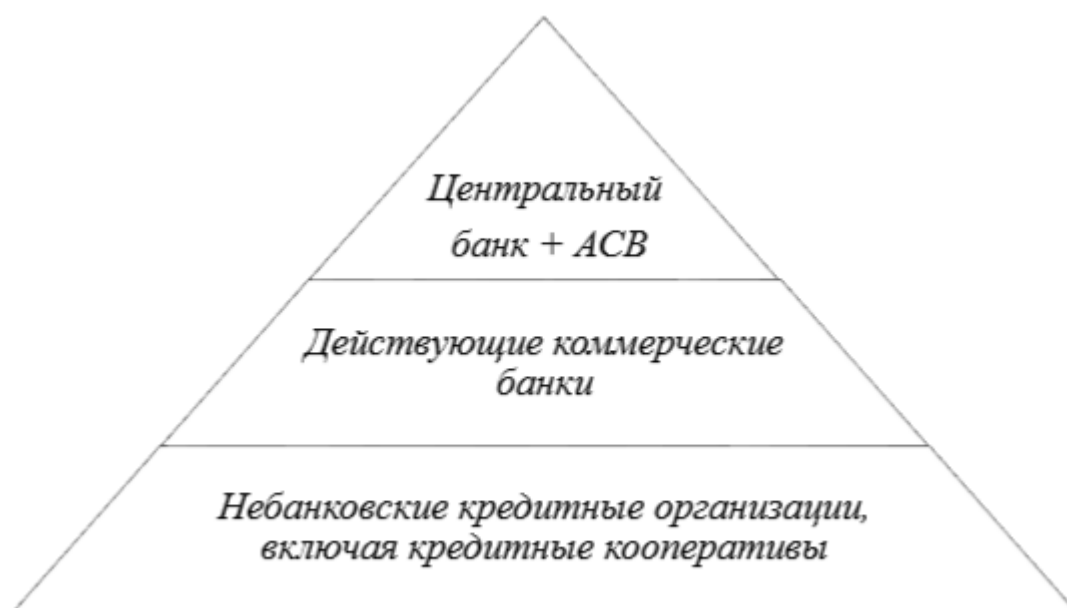 Центральный
банк + АСВ
Действующие коммерческие
банки
Небанковские кредитные организации,
включая кредитные кооперативы